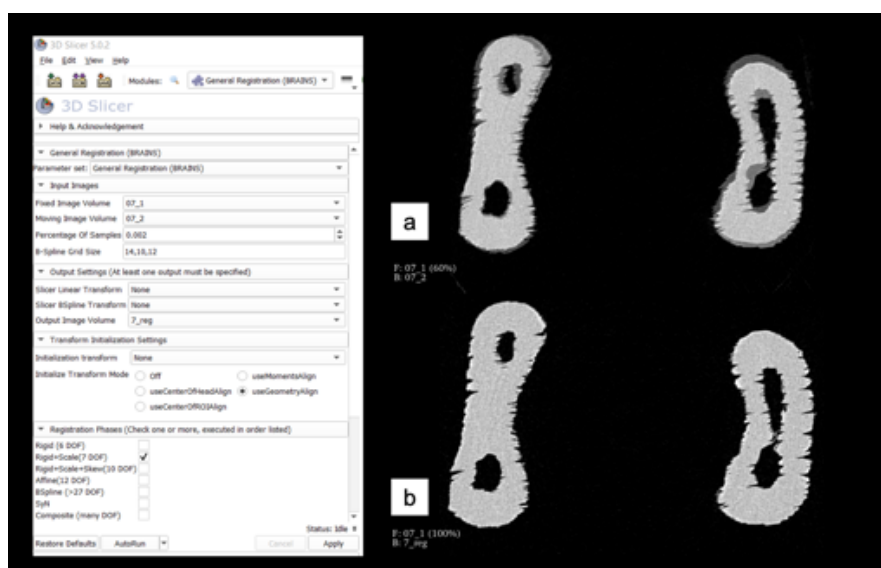 3D Slicer 5.0.2
File Edit View Help
Modules: General Registration (BRAINS)
3D Slicer
Help & Acknowledgement
General Registration (BRAINS)
Parameter set: General Registration (BRAINS)
Input Images
Fixed Image Volume 07_1
Moving Image Volume 07_2
Percentage Of Samples 0.002
B-Spline Grid Size 14,10,12
Output Settings (At least one output must be specified)
Slicer Linear Transform None
Slicer BSpline Transform None
Output Image Volume 7_reg
Transform Initialization Settings
Initialization transform None
Initialize Transform Mode Off useMomentsAlign
useCenterOfHeadAlign useGeometryAlign
useCenterOfROIAlign
Registration Phases (Check one or more, executed in order listed)
Rigid (6 DOF)
Rigid+Scale(7 DOF)
Rigid+Scale+Skew(10 DOF)
Affine(12 DOF)
BSpline (>27 DOF)
SyN
Composite (many DOF)
Status: Idle
Restore Defaults AutoRun Cancel Apply
a
F: 07_1 (60%)
B: 07_2
b
F: 07_1 (100%)
B: 7_reg